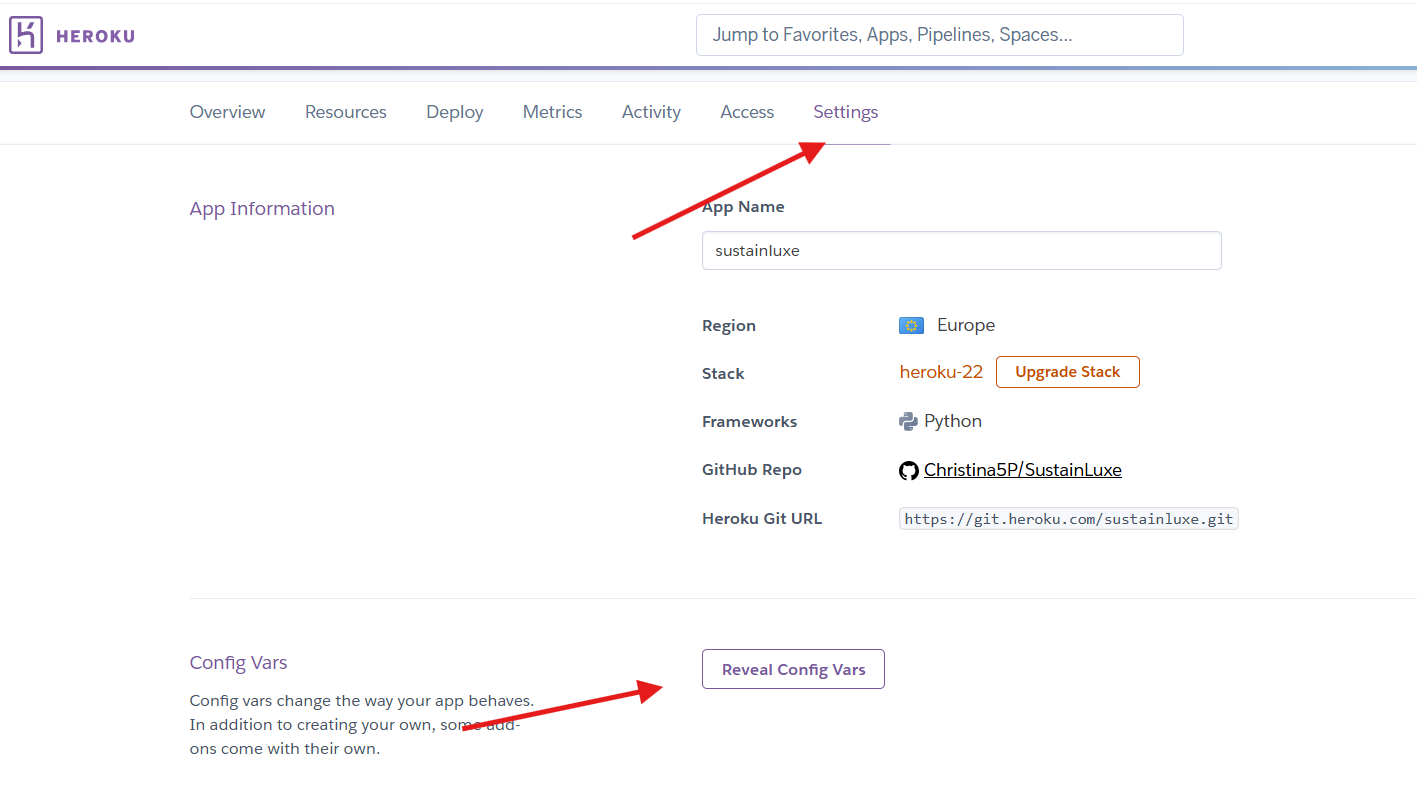 HEROKU
Jump to Favorites, Apps, Pipelines, Spaces...
Overview Resources Deploy Metrics Activity Access Settings
App Information
App Name
sustainluxe
Region Europe
Stack heroku-22 Upgrade Stack
Frameworks Python
GitHub Repo Christina5P/SustainLuxe
Heroku Git URL https://git.heroku.com/sustainluxe.git
Config Vars
Reveal Config Vars
Config vars change the way your app behaves.
In addition to creating your own, some add-
ons come with their own.